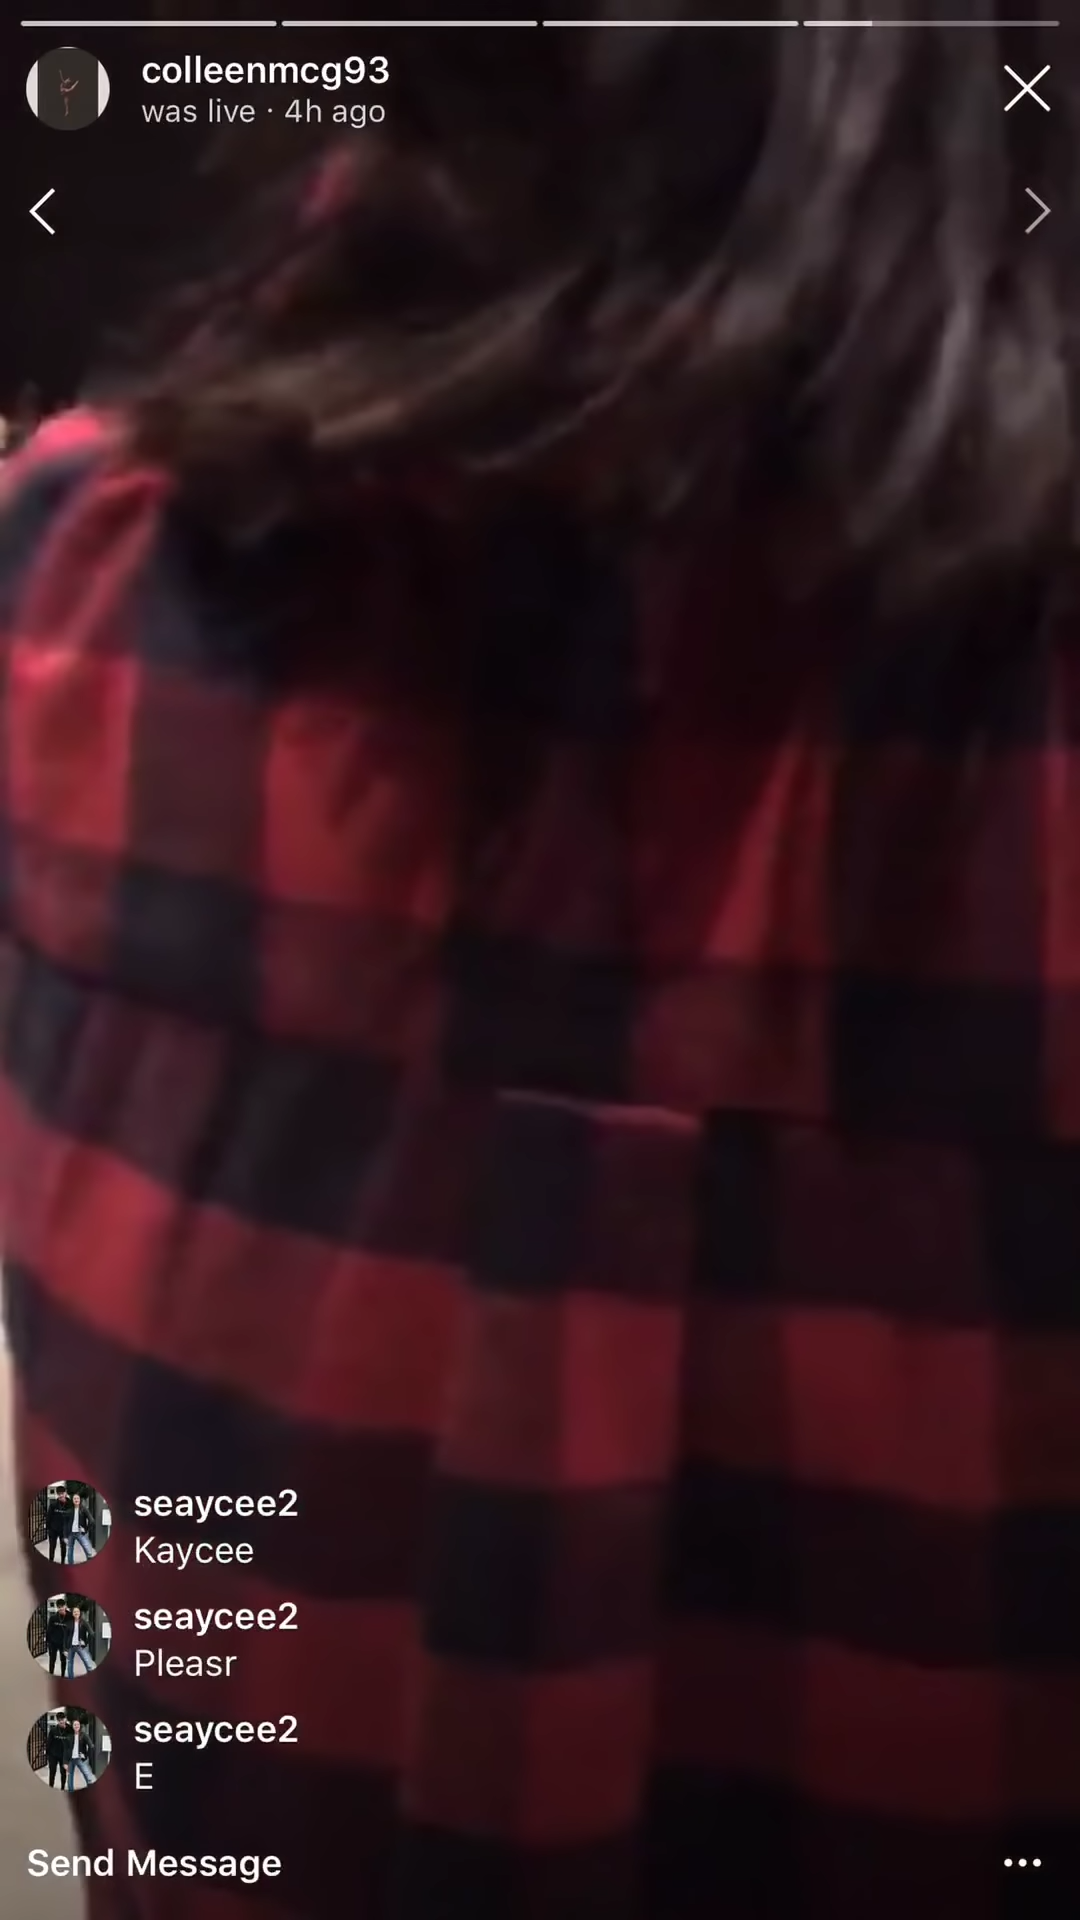 colleenmcg93
was live · 4h ago
seaycee2
Kaycee
seaycee2
Pleasr
seaycee2
E
Send Message